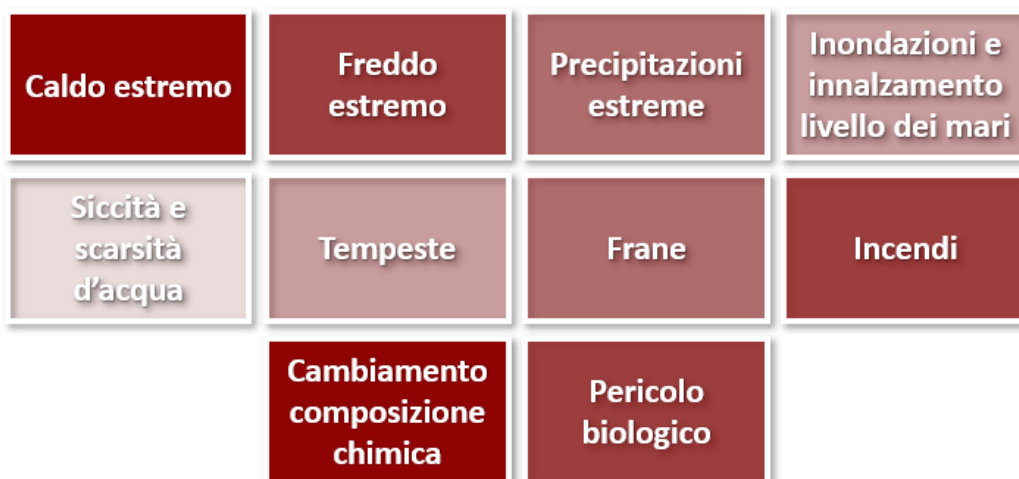 Caldo estremo
Freddo
estremo
Precipitazioni
estreme
Inondazioni e
innalzamento
livello dei mari
Siccità e
scarsità
d’acqua
Tempeste
Frane
Incendi
Cambiamento
composizione
chimica
Pericolo
biologico